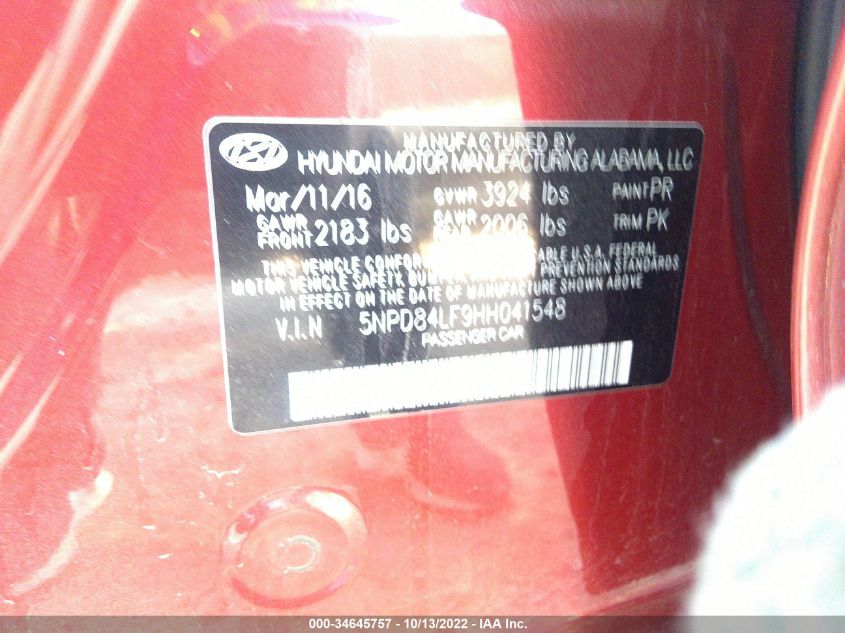 MANUFACTURED BY
HYUNDAI MOTOR MANUFACTURING ALABAMA, LLC
Mar/11/16 GVWR 3924 lbs PAINT PR
GAWR FRONT 2183 lbs GAWR 2006 lbs TRIM PK
THIS VEHICLE U.S.A. FEDERAL
MOTOR VEHICLE SAFETY, PREVENTION STANDARDS
IN EFFECT ON THE DATE OF MANUFACTURE SHOWN ABOVE.
V.I.N 5NPD84LF9HH041548
PASSENGER CAR
000-34645757 - 10/13/2022 - IAA Inc.